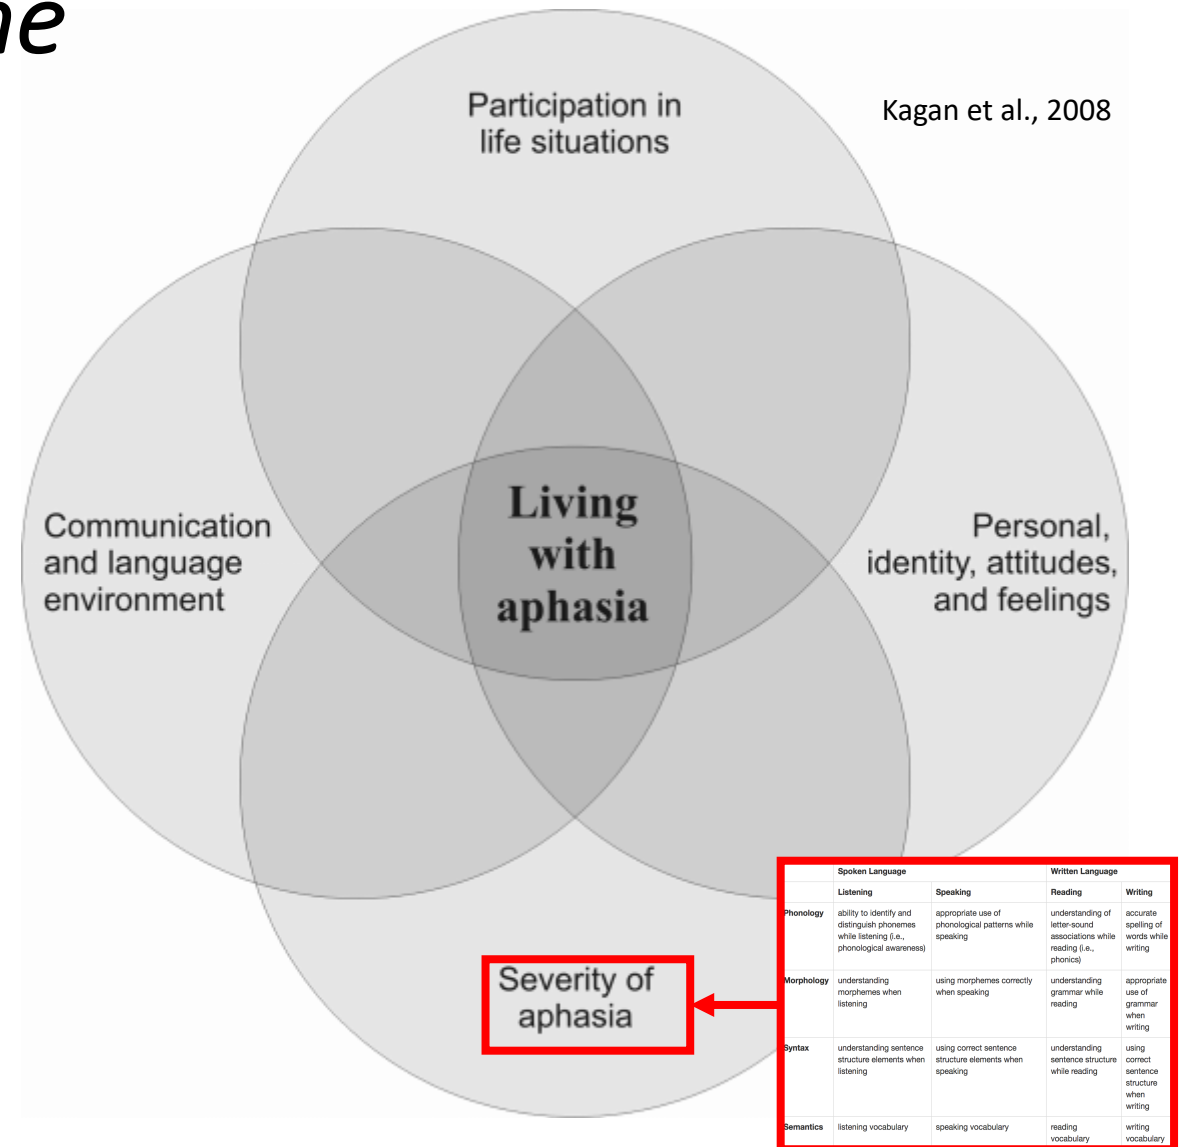 ne
Participation in
life situations
Kagan et al., 2008
Communication
and language
environment
Living
with
aphasia
Personal,
identity, attitudes,
and feelings
Severity of
aphasia
Spoken Language Written Language
Listening Speaking Reading Writing
Phonology
ability to identify and
distinguish phonemes
while listening (i.e.,
phonological awareness)
appropriate use of
phonological patterns while
speaking
understanding of
letter-sound
associations while
reading (i.e.,
phonics)
accurate
spelling of
words while
writing
Morphology
understanding
morphemes when
listening
using morphemes correctly
when speaking
understanding
grammar while
reading
appropriate
use of
grammar
when
writing
Syntax
understanding sentence
structure elements when
listening
using correct sentence
structure elements when
speaking
understanding
sentence structure
while reading
using
correct
sentence
structure
when
writing
Semantics
listening vocabulary
speaking vocabulary
reading
vocabulary
writing
vocabulary